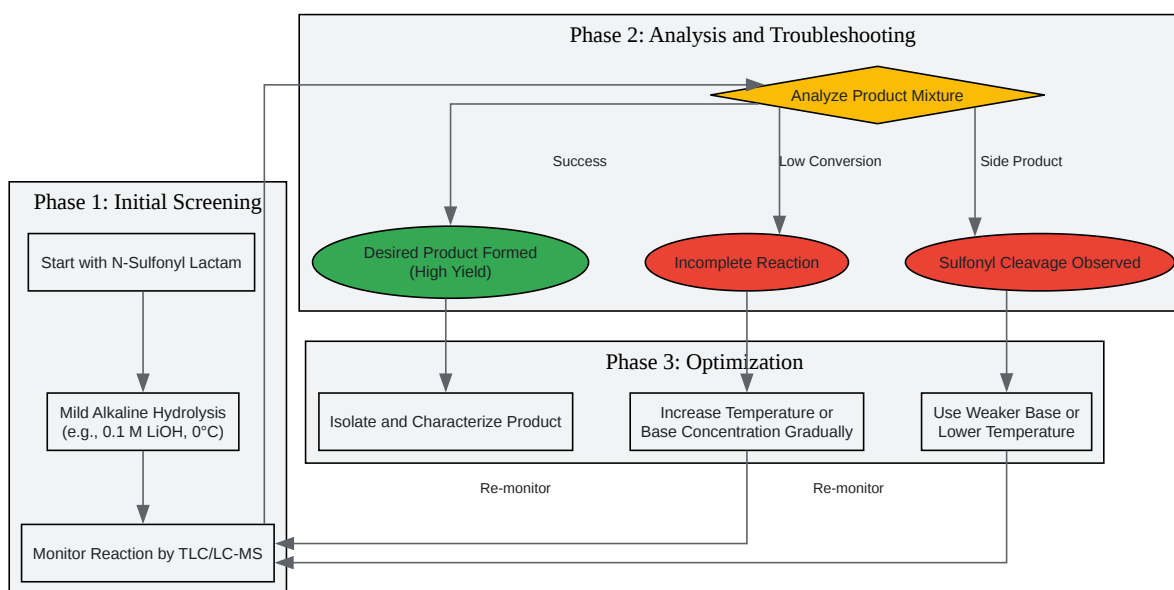 Phase 2: Analysis and Troubleshooting
Analyze Product Mixture
Success
Low Conversion
Side Product
Phase 1: Initial Screening
Start with N-Sulfonyl Lactam
Desired Product Formed
(High Yield)
Incomplete Reaction
Sulfonyl Cleavage Observed
Phase 3: Optimization
Mild Alkaline Hydrolysis
(e.g., 0.1 M LiOH, 0°C)
Isolate and Characterize Product
Increase Temperature or
Base Concentration Gradually
Use Weaker Base or
Lower Temperature
Re-monitor
Re-monitor
Monitor Reaction by TLC/LC-MS